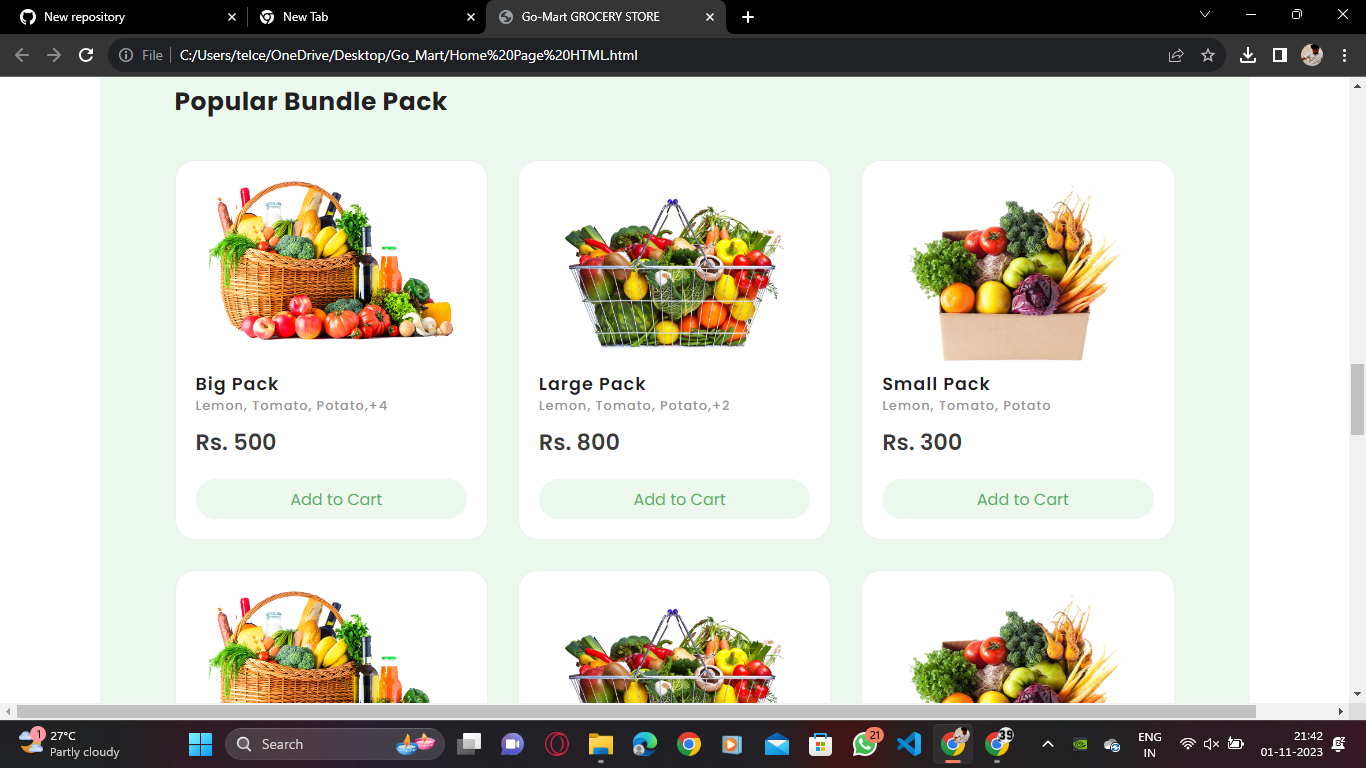 New repository
New Tab
Go-Mart GROCERY STORE
File
C:/Users/telce/OneDrive/Desktop/Go_Mart/Home%20Page%20HTML.html
Popular Bundle Pack
Big Pack
Lemon, Tomato, Potato,+4
Rs. 500
Add to Cart
Large Pack
Lemon, Tomato, Potato,+2
Rs. 800
Add to Cart
Small Pack
Lemon, Tomato, Potato
Rs. 300
Add to Cart
1
27°C
Partly cloudy
Search
21
39
ENG
IN
21:42
01-11-2023